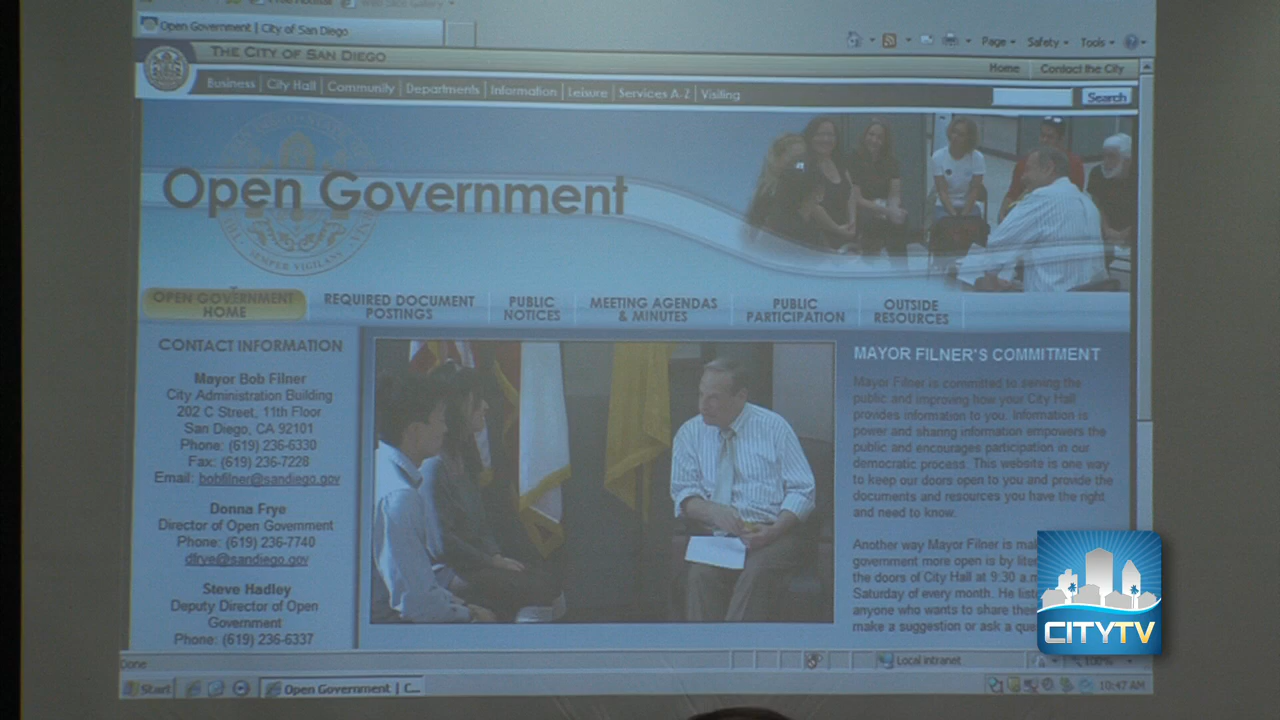 Open Government | City of San Diego
Page Safety Tools
THE CITY OF SAN DIEGO
Home Contact the City
Business | City Hall | Community | Departments | Information | Leisure | Services A-Z | Visiting
Search
Open Government
SEMPER VIGILANS
OPEN GOVERNMENT HOME
REQUIRED DOCUMENT POSTINGS
PUBLIC NOTICES
MEETING AGENDAS & MINUTES
PUBLIC PARTICIPATION
OUTSIDE RESOURCES
CONTACT INFORMATION
Mayor Bob Filner
City Administration Building
202 C Street, 11th Floor
San Diego, CA 92101
Phone: (619) 236-6330
Fax: (619) 236-7228
Email: bobfilner@sandiego.gov
Donna Frye
Director of Open Government
Phone: (619) 236-7740
dfrye@sandiego.gov
Steve Hadley
Deputy Director of Open
Government
Phone: (619) 236-6337
MAYOR FILNER'S COMMITMENT
Mayor Filner is committed to serving the
public and improving how your City Hall
provides information to you. Information is
power and sharing information empowers the
public and encourages participation in our
democratic process. This website is one way
to keep our doors open to you and provide the
documents and resources you have the right
and need to know.
Another way Mayor Filner is
government more open is by
the doors of City Hall at 9:30
Saturday of every month. He
anyone who wants to share
make a suggestion or ask a
CITYTV
Done
Local intranet
100%
Start
Open Government | C...
10:47 AM